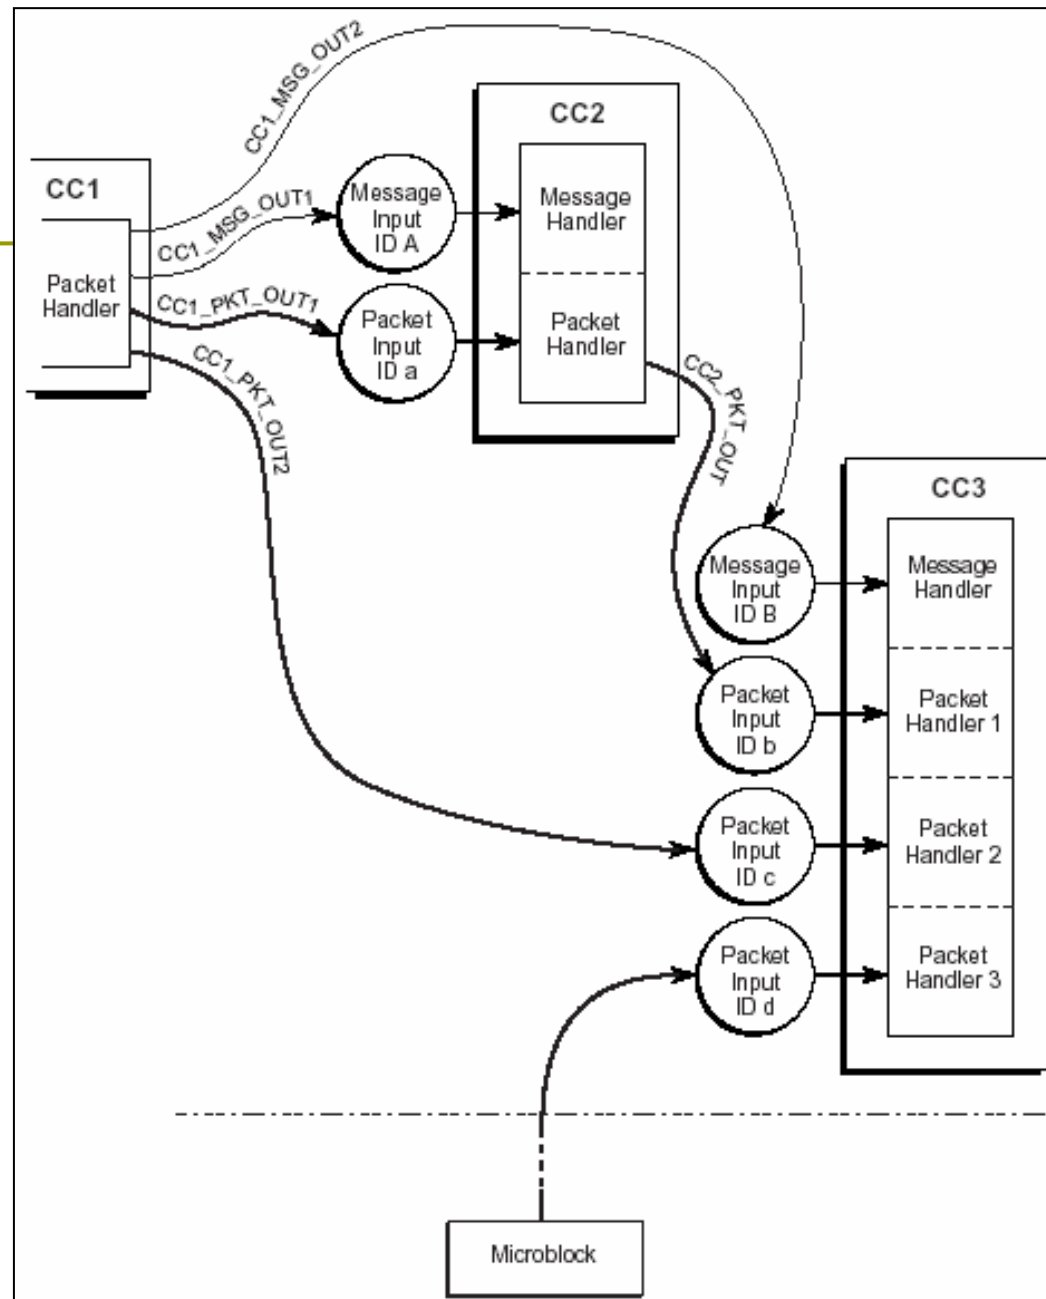 CC1_MSG_OUT2
CC2
CC1
Message
Input
ID A
Message
Handler
CC1_MSG_OUT1
Packet
Handler
CC1_PKT_OUT1
Packet
Input
ID a
Packet
Handler
CC1_PKT_OUT2
CC2_PKT_OUT
CC3
Message
Input
ID B
Message
Handler
Packet
Input
ID b
Packet
Handler 1
Packet
Input
ID c
Packet
Handler 2
Packet
Input
ID d
Packet
Handler 3
Microblock